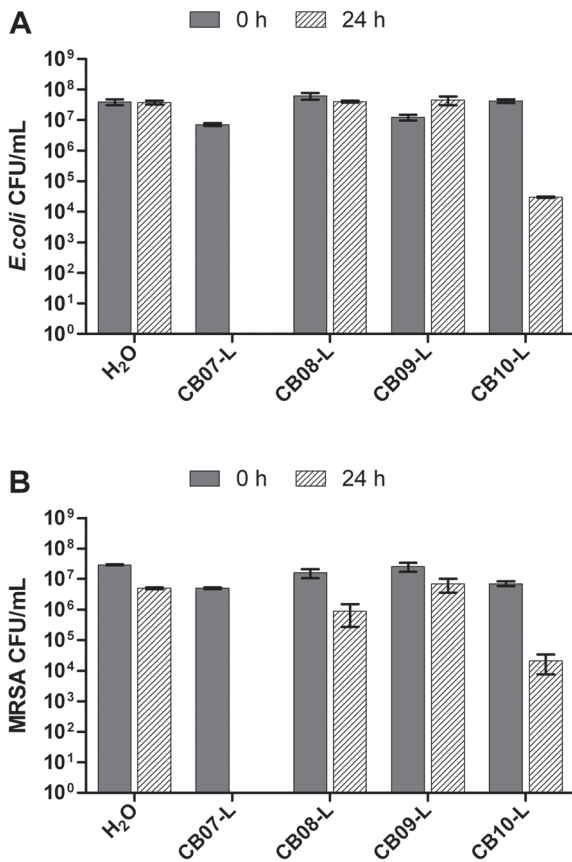 A
0 h 24 h
E.coli CFU/mL
10⁹
10⁸
10⁷
10⁶
10⁵
10⁴
10³
10²
10¹
10⁰
H₂O
CB07-L
CB08-L
CB09-L
CB10-L
B
0 h 24 h
MRSA CFU/mL
10⁹
10⁸
10⁷
10⁶
10⁵
10⁴
10³
10²
10¹
10⁰
H₂O
CB07-L
CB08-L
CB09-L
CB10-L